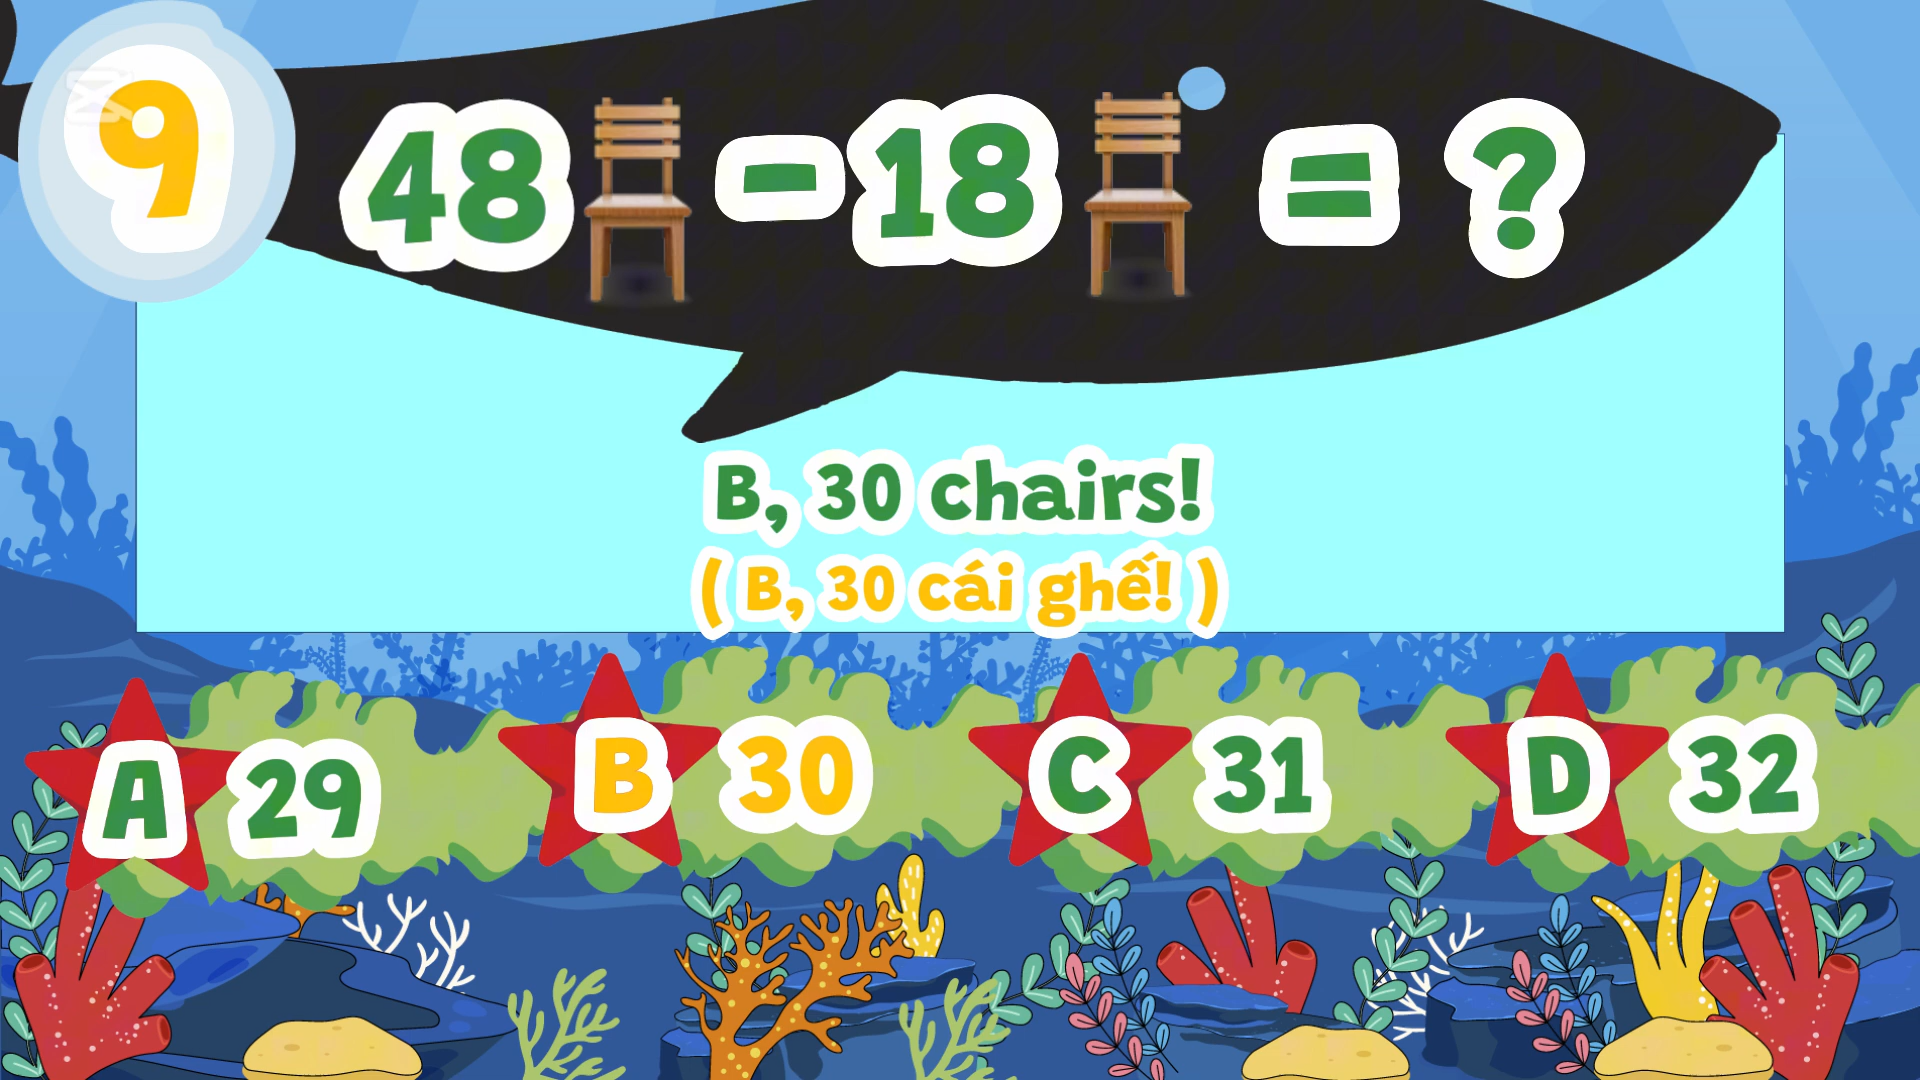 9
48 - 18 = ?
B, 30 chairs!
( B, 30 cái ghế! )
A 29 B 30 C 31 D 32